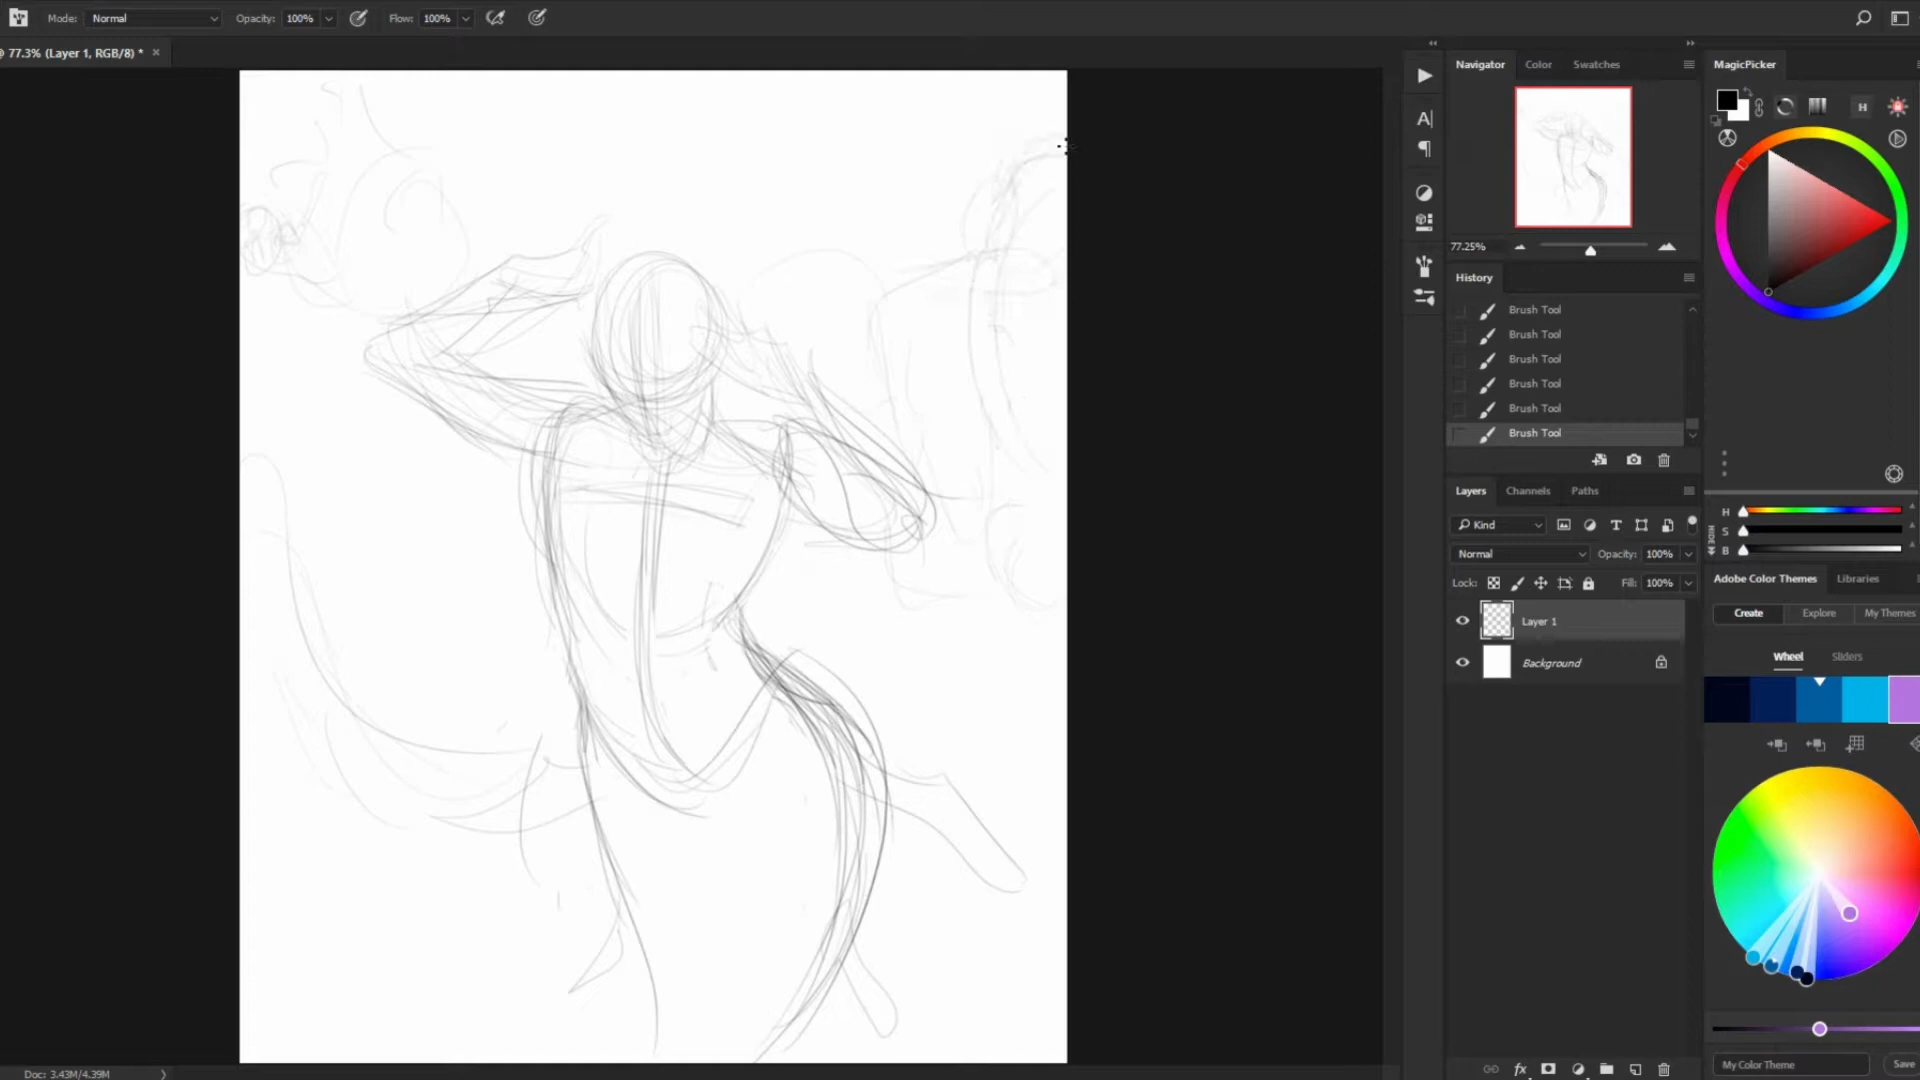 Mode: Normal Opacity: 100% Flow: 100%
@ 77.3% (Layer 1, RGB/8) * ×
Navigator Color Swatches
77.25%
History
Brush Tool
Brush Tool
Brush Tool
Brush Tool
Brush Tool
Brush Tool
Layers Channels Paths
Kind
Normal Opacity: 100%
Lock: Fill: 100%
Layer 1
Background
fx
MagicPicker
H
H
S
B
HIDE
Adobe Color Themes Libraries
Create Explore My Themes
Wheel Sliders
My Color Theme Save
Doc: 3.43M/4.39M